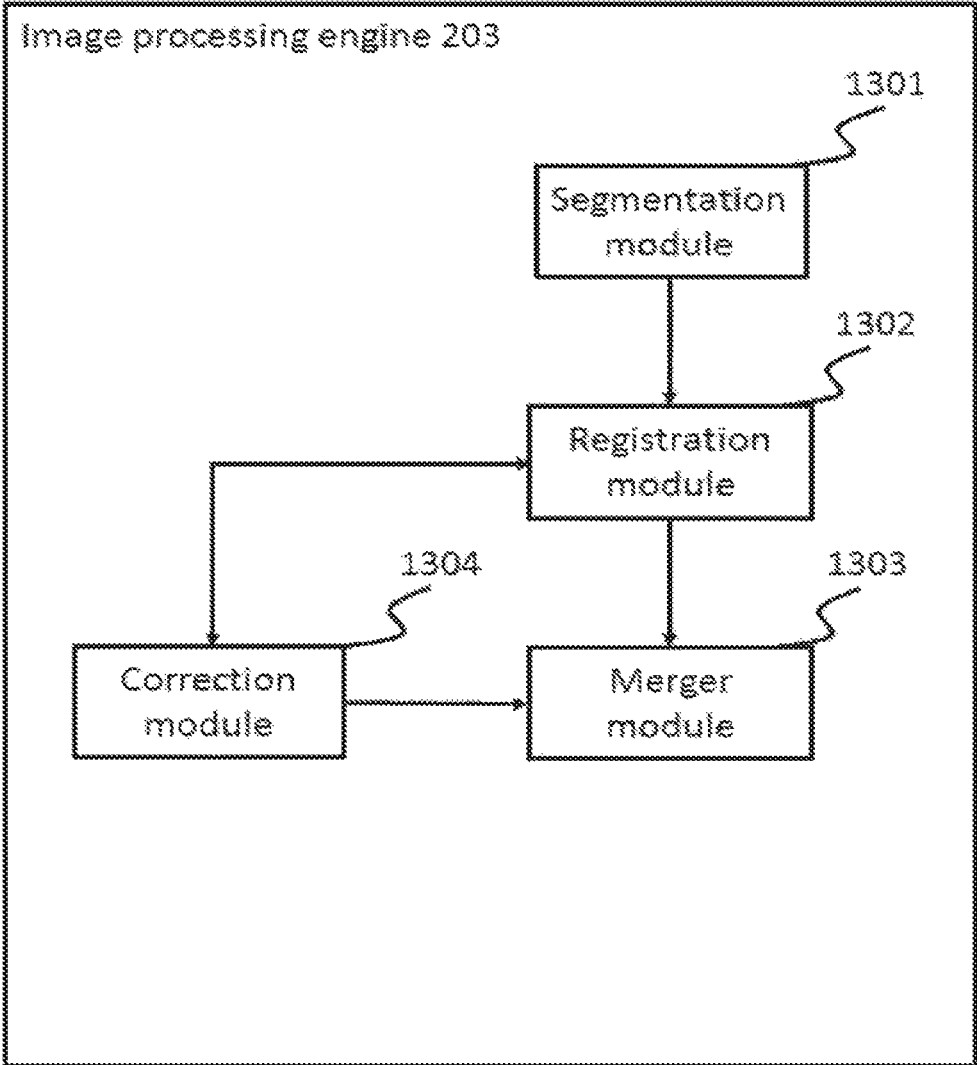 Image processing engine 203
1301
Segmentation
module
1302
Registration
module
1304
1303
Correction
module
Merger
module